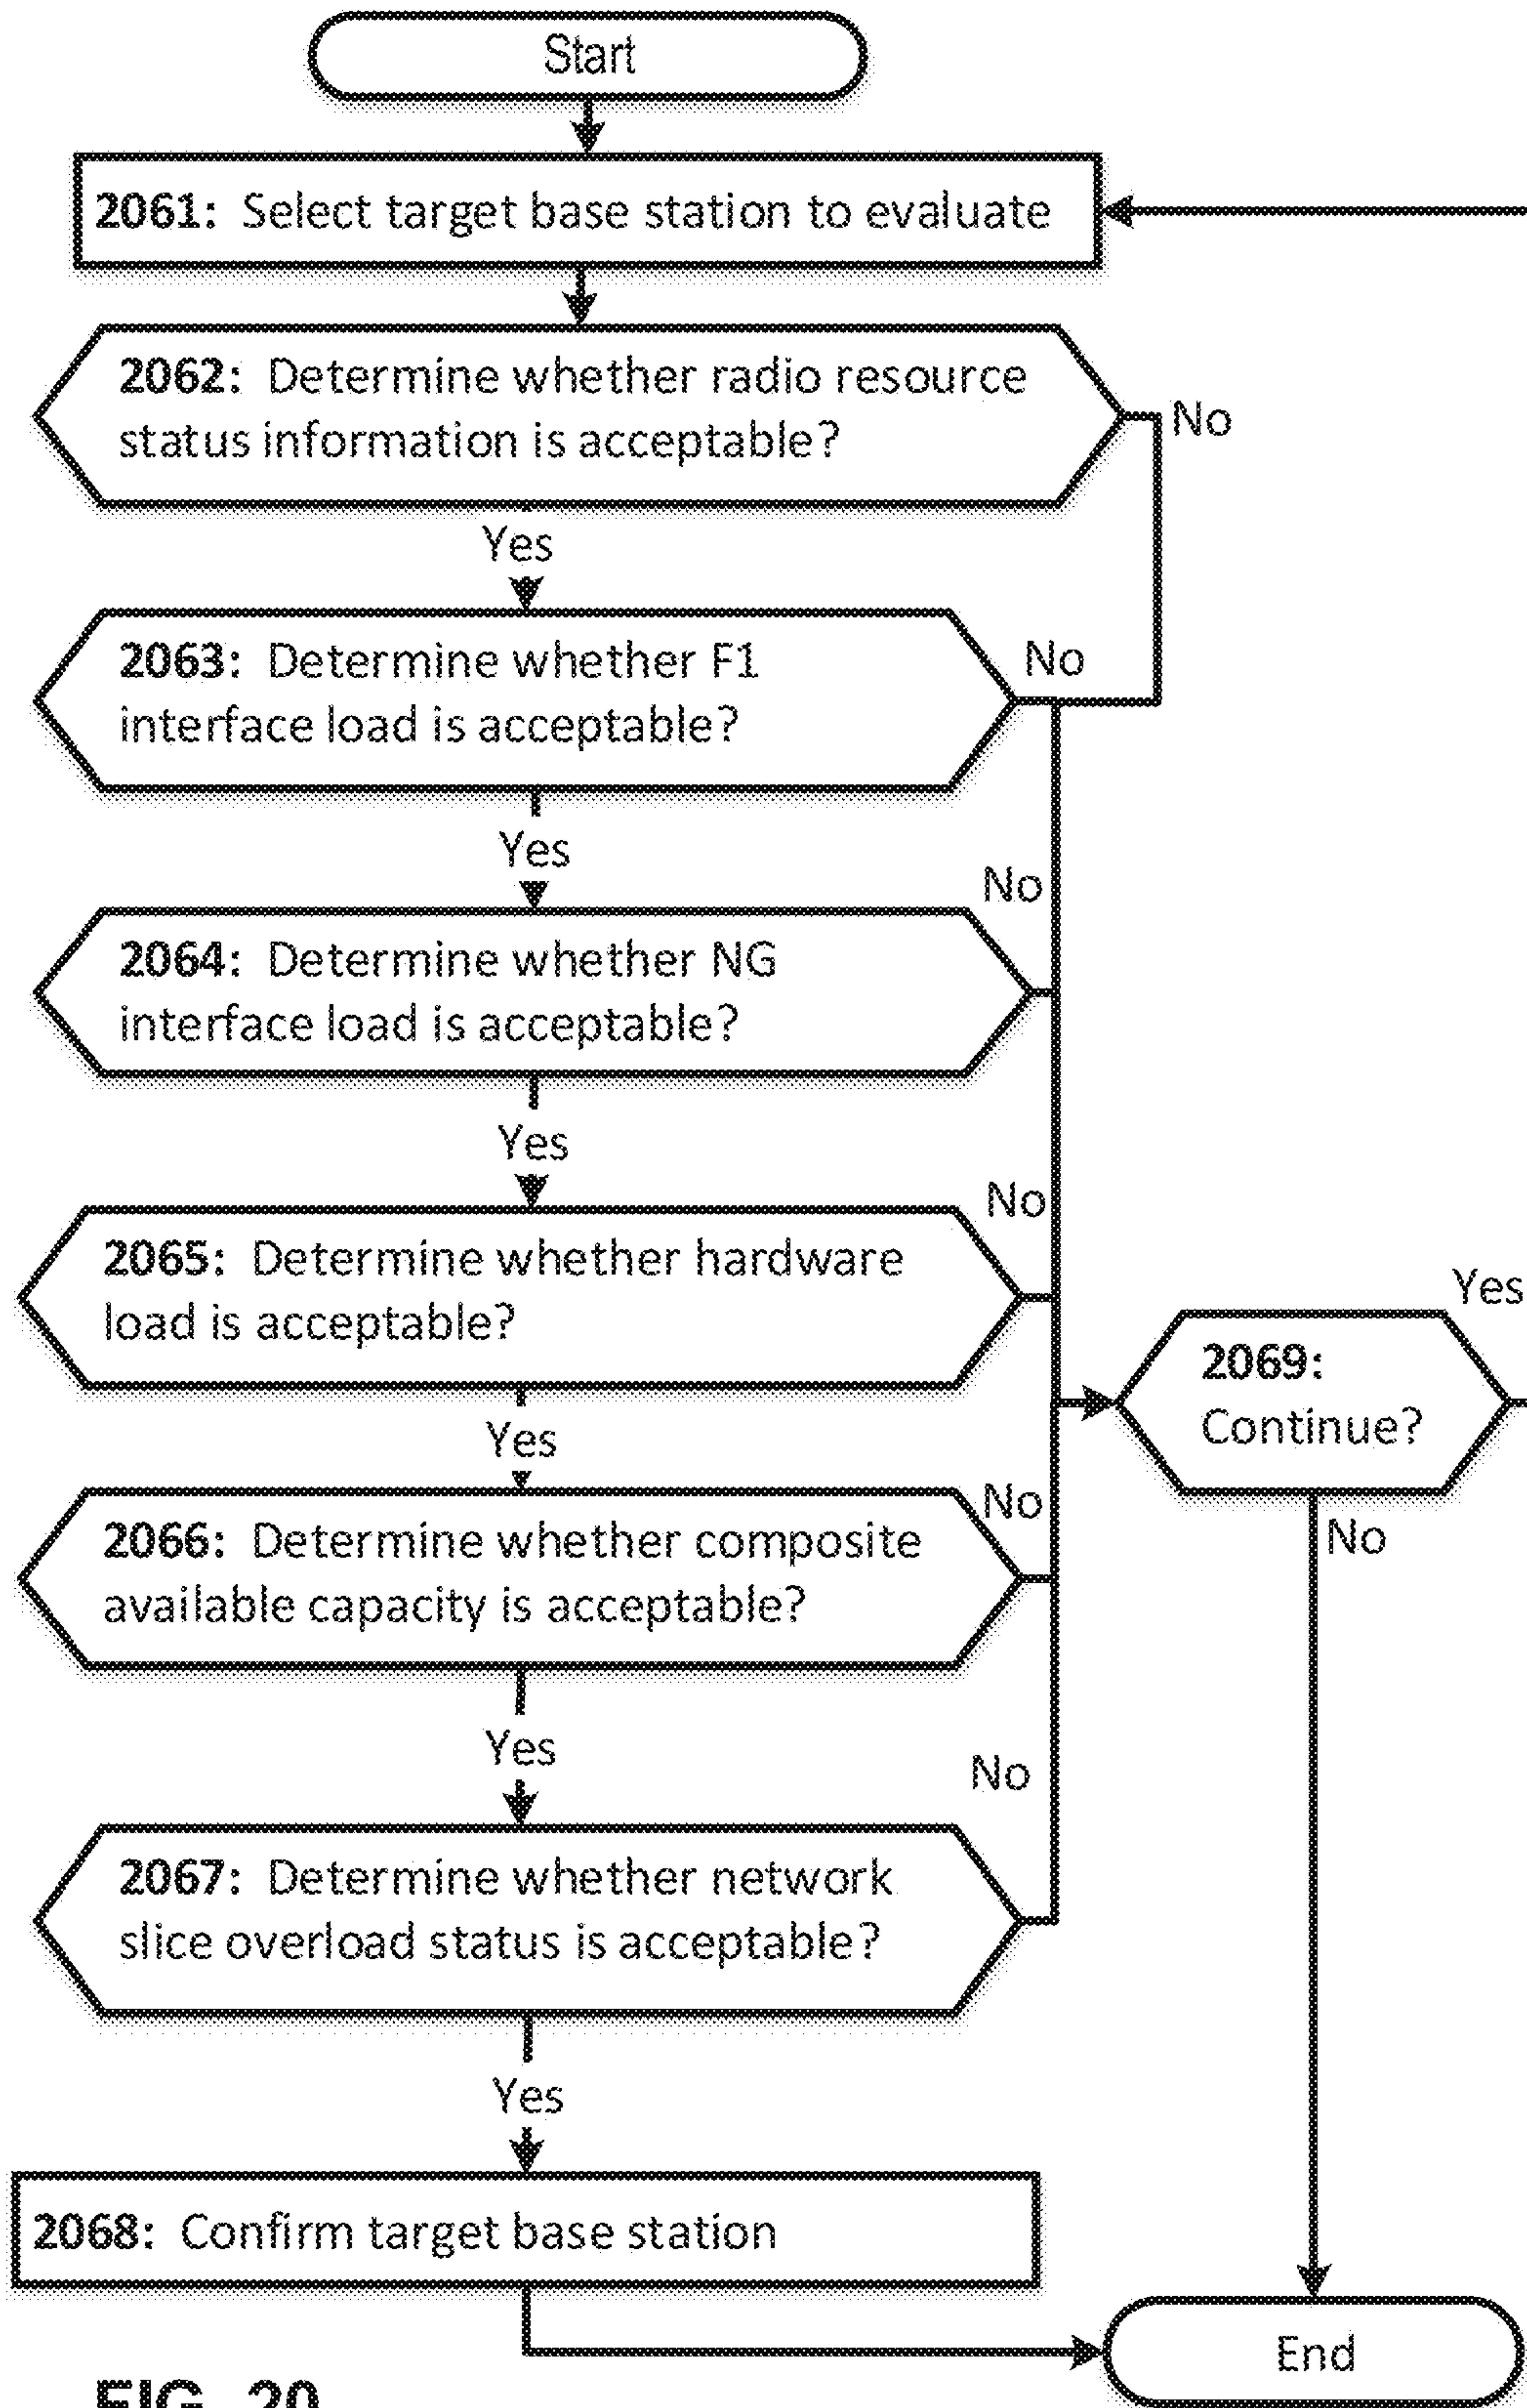 Start
2061: Select target base station to evaluate
2062: Determine whether radio resource
status information is acceptable?
No
Yes
2063: Determine whether F1
interface load is acceptable?
No
Yes
No
2064: Determine whether NG
interface load is acceptable?
Yes
No
2065: Determine whether hardware
load is acceptable?
Yes
2069:
Continue?
Yes
No
No
2066: Determine whether composite
available capacity is acceptable?
Yes
No
2067: Determine whether network
slice overload status is acceptable?
Yes
2068: Confirm target base station
End
FIG. 20